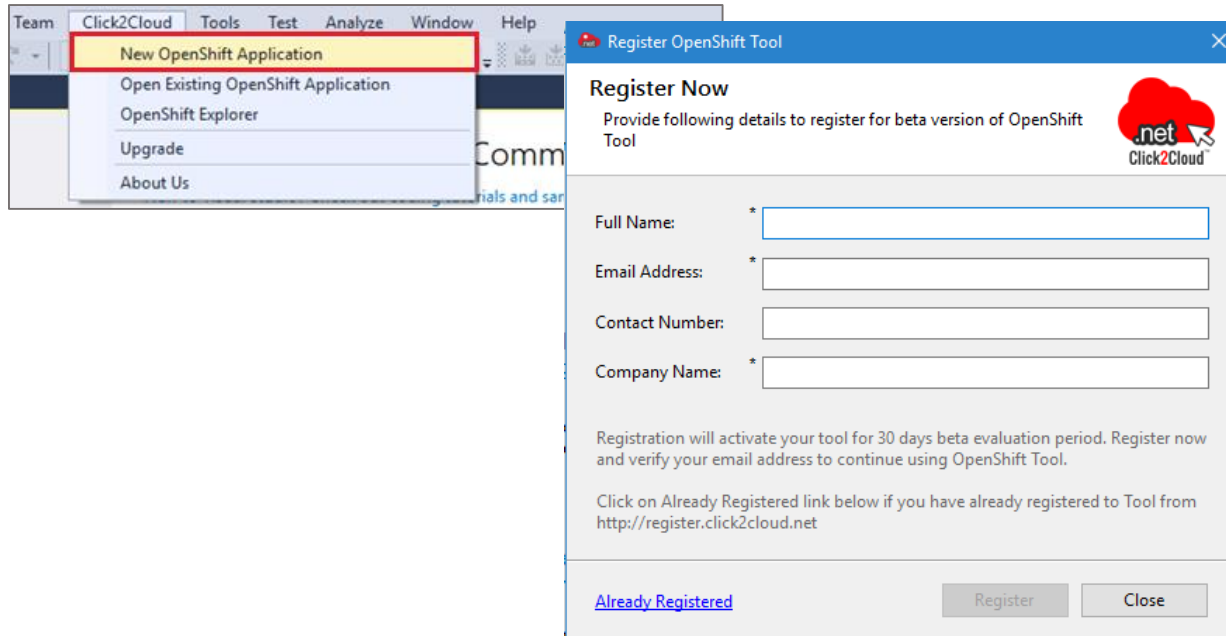 Team Click2Cloud Tools Test Analyze Window Help
New OpenShift Application
Open Existing OpenShift Application
OpenShift Explorer
Upgrade
About Us
Comm
rials and sar
Register OpenShift Tool
Register Now
Provide following details to register for beta version of OpenShift
Tool
.net
Click2Cloud™
Full Name: *
Email Address: *
Contact Number:
Company Name: *
Registration will activate your tool for 30 days beta evaluation period. Register now
and verify your email address to continue using OpenShift Tool.
Click on Already Registered link below if you have already registered to Tool from
http://register.click2cloud.net
Already Registered Register Close